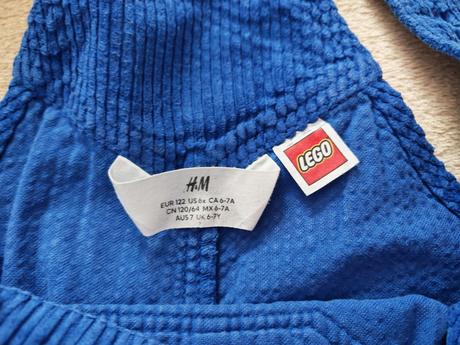 H&M
EUR 122 US 6x CA 6-7A
CN 120/64 MX 6-7A
AUS 7 UK 6-7Y
LEGO